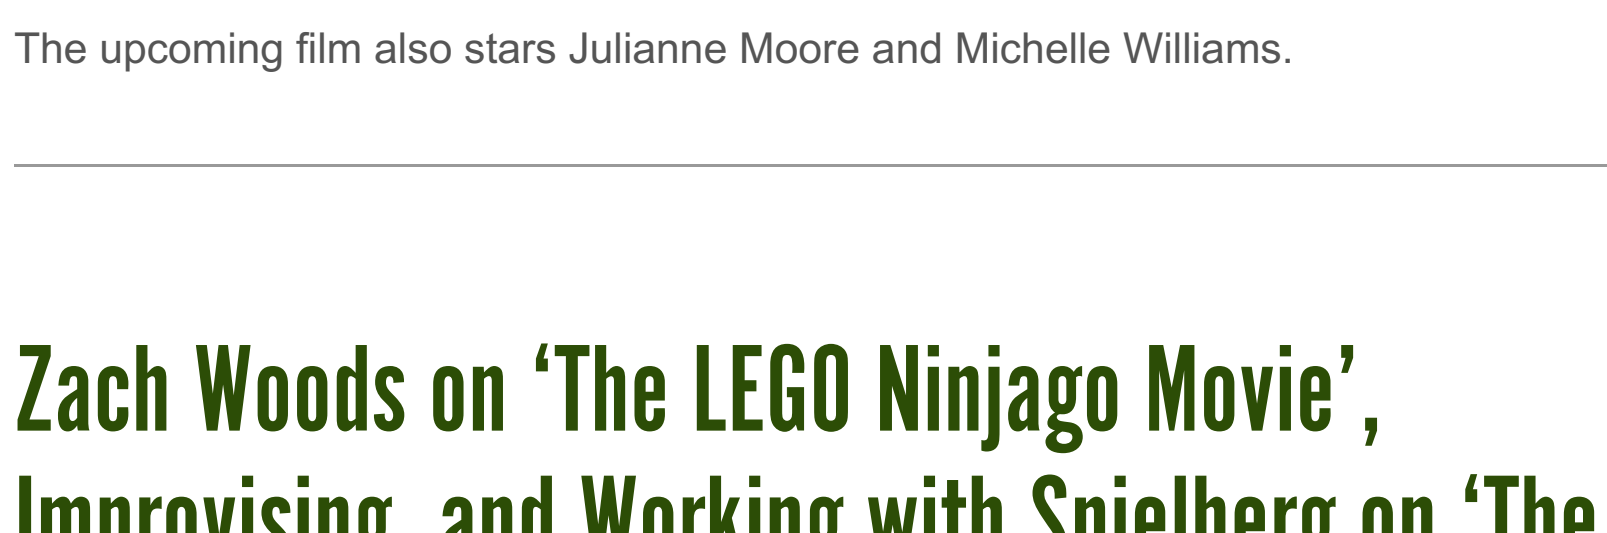 The upcoming film also stars Julianne Moore and Michelle Williams.
Zach Woods on ‘The LEGO Ninjago Movie’,
Improvising, and Working with Spielberg on ‘The